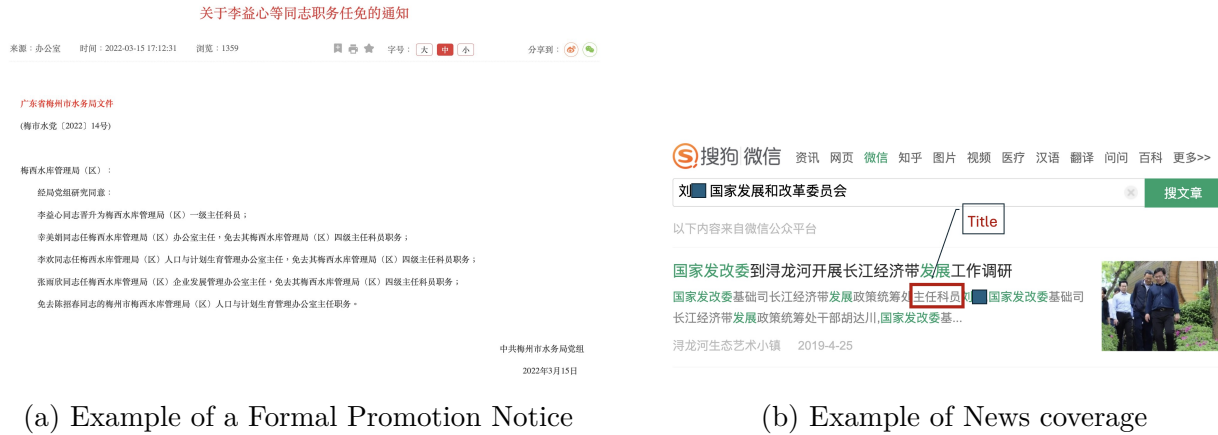 关于李益心等同志职务任免的通知
来源：办公室 时间：2022-03-15 17:12:31 浏览：1359 字号： 大 中 小 分享到：
广东省梅州市水务局文件
(梅市水党〔2022〕14号)
梅西水库管理局（区）：
经局党组研究同意：
李益心同志晋升为梅西水库管理局（区）一级主任科员；
幸美娟同志任梅西水库管理局（区）办公室主任，免去其梅西水库管理局（区）四级主任科员职务；
李欢同志任梅西水库管理局（区）人口与计划生育管理办公室主任，免去其梅西水库管理局（区）四级主任科员职务；
张雨欣同志任梅西水库管理局（区）企业发展管理办公室主任，免去其梅西水库管理局（区）四级主任科员职务；
免去陈招春同志的梅州市梅西水库管理局（区）人口与计划生育管理办公室主任职务。
中共梅州市水务局党组
2022年3月15日
(a) Example of a Formal Promotion Notice
搜狗 微信 资讯 网页 微信 知乎 图片 视频 医疗 汉语 翻译 问问 百科 更多>>
刘 国家发展和改革委员会 搜文章
以下内容来自微信公众平台
Title
国家发改委到浔龙河开展长江经济带发展工作调研
国家发改委基础司长江经济带发展政策统筹处主任科员刘 国家发改委基础司
长江经济带发展政策统筹处干部胡达川,国家发改委基...
浔龙河生态艺术小镇 2019-4-25
(b) Example of News coverage